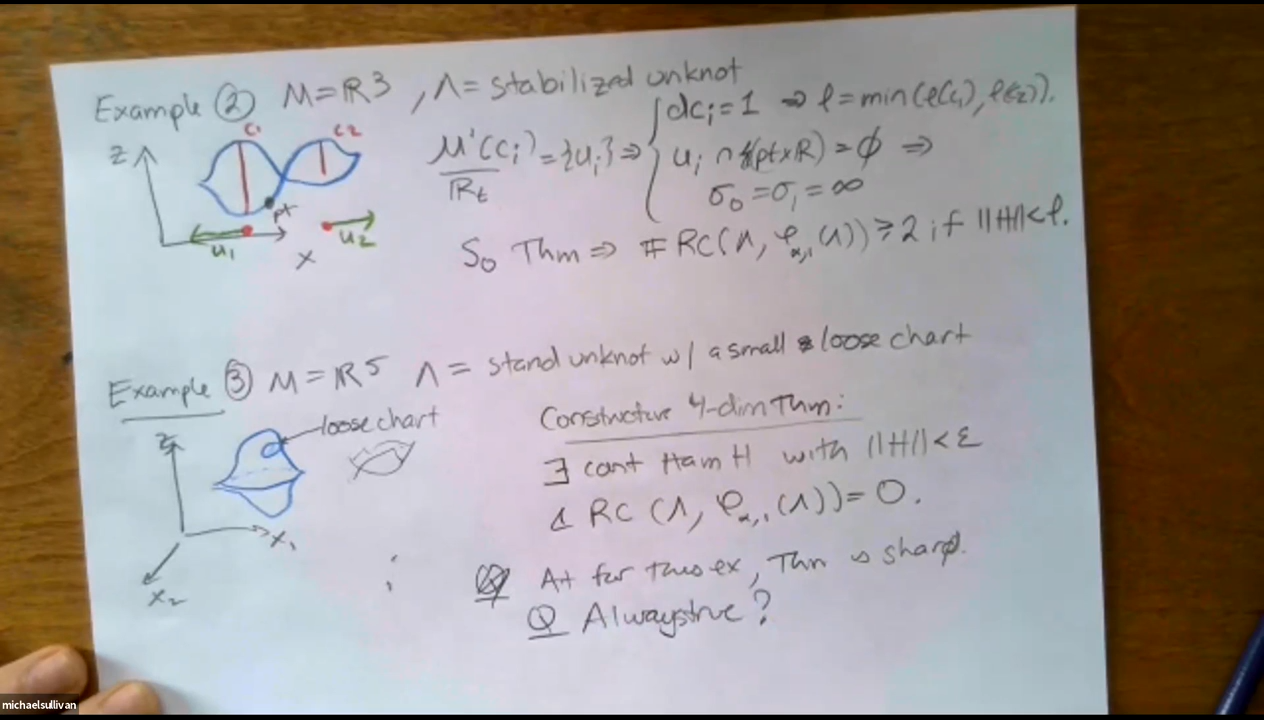 Example ② M=ℝ³, Λ= stabilized unknot
z
c₁
c₂
pt
u₁
u₂
x
M'(cᵢ)/ℝₜ = {uᵢ} ⇒ { dcᵢ=1 ⇒ ℓ=min(ℓ(c₁), ℓ(c₂)).
uᵢ ∩ (pt×ℝ) = ∅ ⇒
σ₀=σ₁=∞
So Thm ⇒ # RC(Λ, φ_{α,1}(Λ)) ≥ 2 if ||H||<ℓ.
Example ③ M=ℝ⁵ Λ= stand unknot w/ a small loose chart
z
loose chart
x₁
x₂
Constructive 4-dim Thm:
∃ cont Ham H with ||H||<ε
& RC(Λ, φ_{α,1}(Λ))=0.
At for this ex, Thm is sharp.
Q Always true?
michaelsullivan